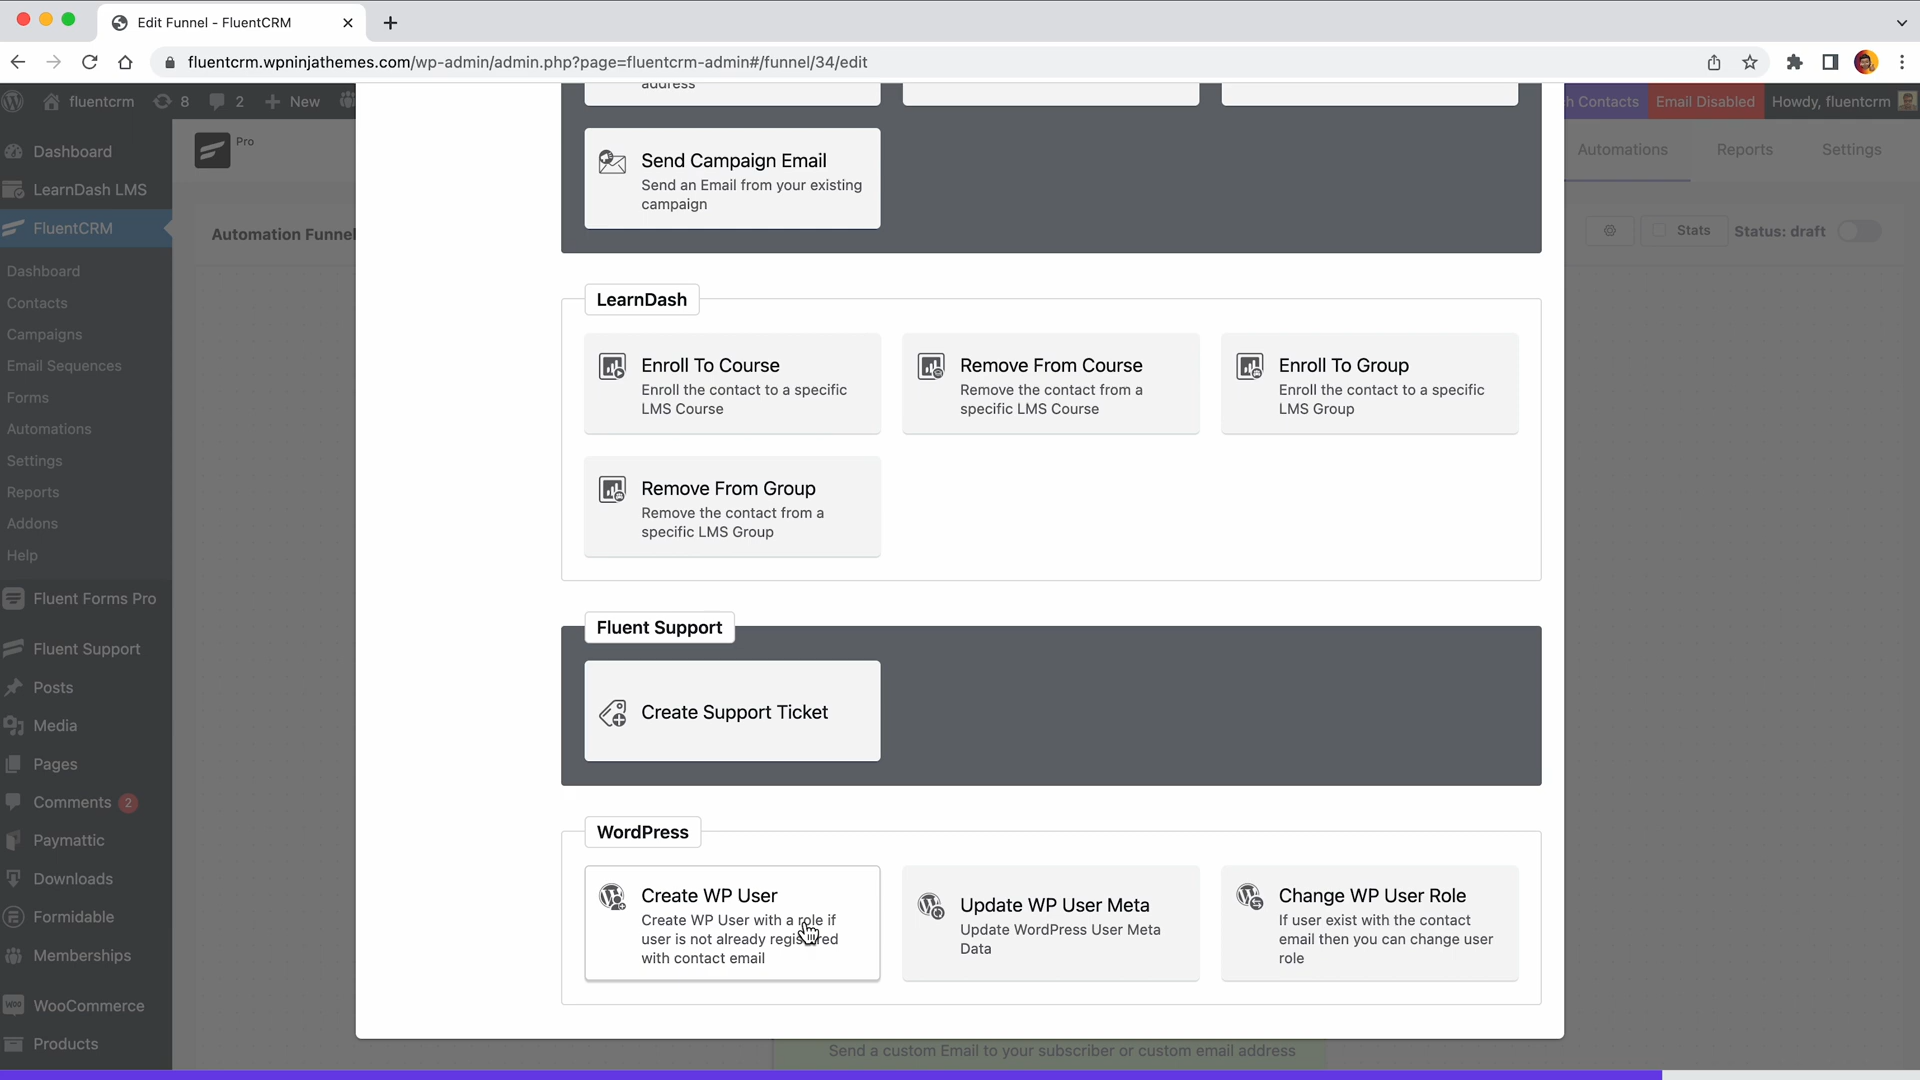 Edit Funnel - FluentCRM
fluentcrm.wpninjathemes.com/wp-admin/admin.php?page=fluentcrm-admin#/funnel/34/edit
fluentcrm
8
2
New
h Contacts
Email Disabled
Howdy, fluentcrm
Pro
Automations
Reports
Settings
Automation Funnel
Stats
Status: draft
Dashboard
LearnDash LMS
FluentCRM
Dashboard
Contacts
Campaigns
Email Sequences
Forms
Automations
Settings
Reports
Addons
Help
Fluent Forms Pro
Fluent Support
Posts
Media
Pages
Comments 2
Paymattic
Downloads
Formidable
Memberships
WooCommerce
Products
address
Send Campaign Email
Send an Email from your existing
campaign
LearnDash
Enroll To Course
Enroll the contact to a specific
LMS Course
Remove From Course
Remove the contact from a
specific LMS Course
Enroll To Group
Enroll the contact to a specific
LMS Group
Remove From Group
Remove the contact from a
specific LMS Group
Fluent Support
Create Support Ticket
WordPress
Create WP User
Create WP User with a role if
user is not already registered
with contact email
Update WP User Meta
Update WordPress User Meta
Data
Change WP User Role
If user exist with the contact
email then you can change user
role
Send a custom Email to your subscriber or custom email address